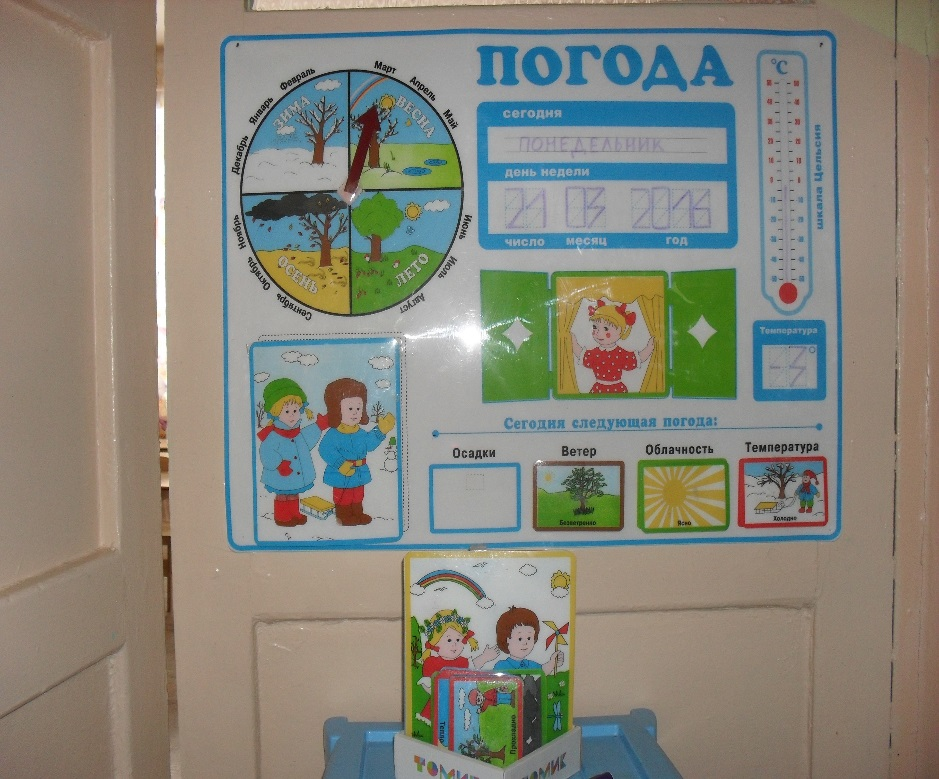 ПОГОДА
°C
шкала Цельсия
сегодня
ПОНЕДЕЛЬНИК
день недели
21 03 2016
число месяц год
Январь
Февраль
Март
Апрель
Май
Июнь
Июль
Август
Сентябрь
Октябрь
Ноябрь
Декабрь
ЗИМА
ВЕСНА
ОСЕНЬ
ЛЕТО
Температура
-3°
Сегодня следующая погода:
Осадки
Ветер
Облачность
Температура
Безветренно
Ясно
Холодно
Прохладно